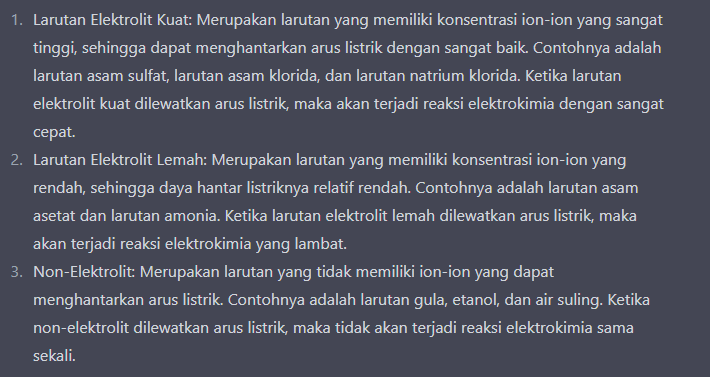 1. Larutan Elektrolit Kuat: Merupakan larutan yang memiliki konsentrasi ion-ion yang sangat
tinggi, sehingga dapat menghantarkan arus listrik dengan sangat baik. Contohnya adalah
larutan asam sulfat, larutan asam klorida, dan larutan natrium klorida. Ketika larutan
elektrolit kuat dilewatkan arus listrik, maka akan terjadi reaksi elektrokimia dengan sangat
cepat.
2. Larutan Elektrolit Lemah: Merupakan larutan yang memiliki konsentrasi ion-ion yang
rendah, sehingga daya hantar listriknya relatif rendah. Contohnya adalah larutan asam
asetat dan larutan amonia. Ketika larutan elektrolit lemah dilewatkan arus listrik, maka
akan terjadi reaksi elektrokimia yang lambat.
3. Non-Elektrolit: Merupakan larutan yang tidak memiliki ion-ion yang dapat
menghantarkan arus listrik. Contohnya adalah larutan gula, etanol, dan air suling. Ketika
non-elektrolit dilewatkan arus listrik, maka tidak akan terjadi reaksi elektrokimia sama
sekali.